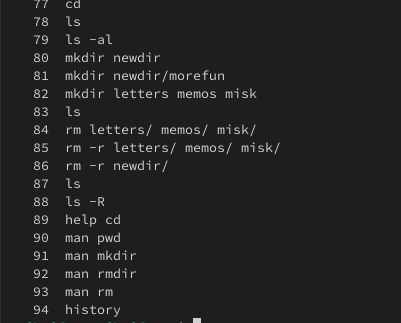 77 cd
78 ls
79 ls -al
80 mkdir newdir
81 mkdir newdir/morefun
82 mkdir letters memos misk
83 ls
84 rm letters/ memos/ misk/
85 rm -r letters/ memos/ misk/
86 rm -r newdir/
87 ls
88 ls -R
89 help cd
90 man pwd
91 man mkdir
92 man rmdir
93 man rm
94 history